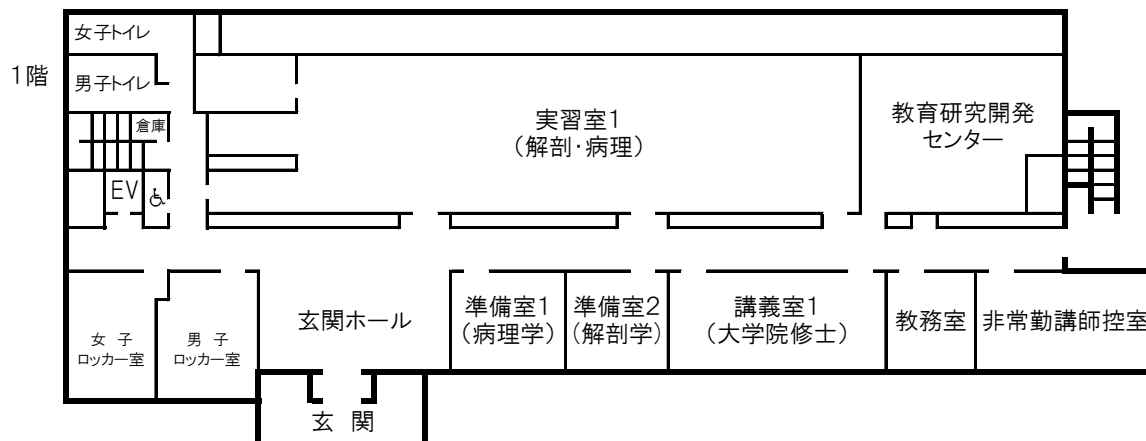 女子トイレ
1階
男子トイレ
倉庫
実習室1
(解剖・病理)
教育研究開発
センター
EV
玄関ホール
準備室1
(病理学)
準備室2
(解剖学)
講義室1
(大学院修士)
教務室
非常勤講師控室
女 子
ロッカー室
男 子
ロッカー室
玄 関